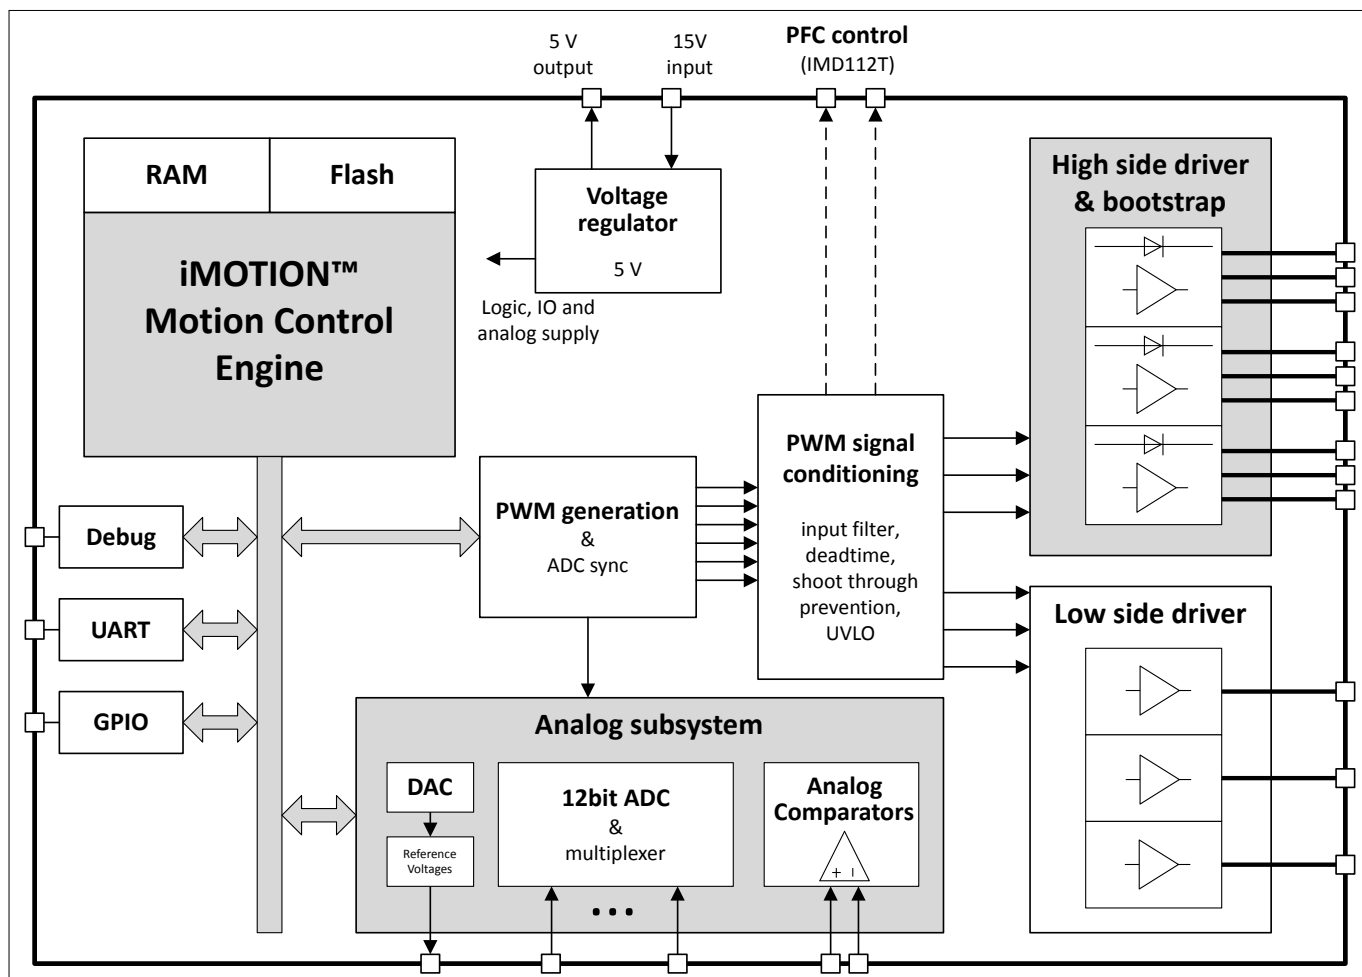 5 V
output
15V
input
PFC control
(IMD112T)
RAM
Flash
iMOTION™
Motion Control
Engine
Voltage
regulator
5 V
Logic, IO and
analog supply
High side driver
& bootstrap
PWM signal
conditioning
input filter,
deadtime,
shoot through
prevention,
UVLO
PWM generation
&
ADC sync
Debug
UART
GPIO
Low side driver
Analog subsystem
DAC
Reference
Voltages
12bit ADC
&
multiplexer
...
Analog
Comparators
+ −